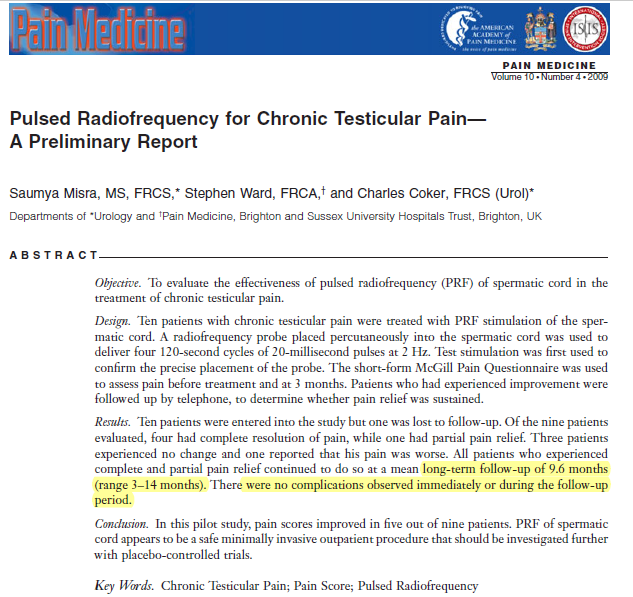 Pain Medicine
the AMERICAN
ACADEMY of
PAIN MEDICINE
the voice of pain medicine
ISIS
PAIN MEDICINE
Volume 10 • Number 4 • 2009
Pulsed Radiofrequency for Chronic Testicular Pain—
A Preliminary Report
Saumya Misra, MS, FRCS,* Stephen Ward, FRCA,† and Charles Coker, FRCS (Urol)*
Departments of *Urology and †Pain Medicine, Brighton and Sussex University Hospitals Trust, Brighton, UK
ABSTRACT
Objective. To evaluate the effectiveness of pulsed radiofrequency (PRF) of spermatic cord in the
treatment of chronic testicular pain.
Design. Ten patients with chronic testicular pain were treated with PRF stimulation of the sper-
matic cord. A radiofrequency probe placed percutaneously into the spermatic cord was used to
deliver four 120-second cycles of 20-millisecond pulses at 2 Hz. Test stimulation was first used to
confirm the precise placement of the probe. The short-form McGill Pain Questionnaire was used
to assess pain before treatment and at 3 months. Patients who had experienced improvement were
followed up by telephone, to determine whether pain relief was sustained.
Results. Ten patients were entered into the study but one was lost to follow-up. Of the nine patients
evaluated, four had complete resolution of pain, while one had partial pain relief. Three patients
experienced no change and one reported that his pain was worse. All patients who experienced
complete and partial pain relief continued to do so at a mean long-term follow-up of 9.6 months
(range 3–14 months). There were no complications observed immediately or during the follow-up
period.
Conclusion. In this pilot study, pain scores improved in five out of nine patients. PRF of spermatic
cord appears to be a safe minimally invasive outpatient procedure that should be investigated further
with placebo-controlled trials.
Key Words. Chronic Testicular Pain; Pain Score; Pulsed Radiofrequency